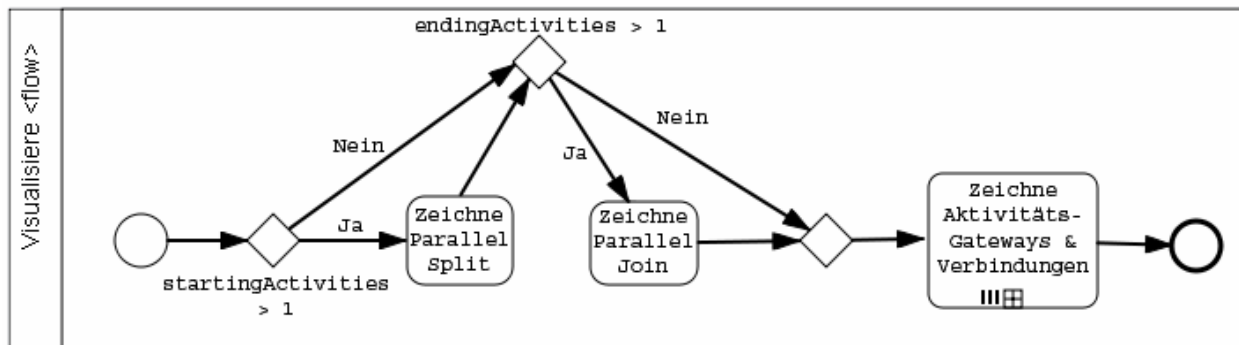 Visualisiere <flow>
endingActivities > 1
Nein
Nein
Ja
Ja
startingActivities
> 1
Zeichne
Parallel
Split
Zeichne
Parallel
Join
Zeichne
Aktivitäts-
Gateways &
Verbindungen